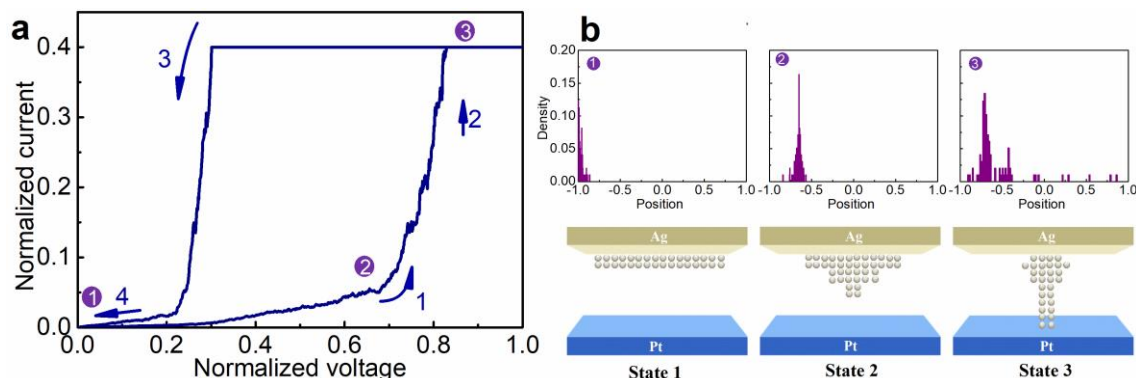 a
Normalized current
0.4
0.3
0.2
0.1
0.0
0.0 0.2 0.4 0.6 0.8 1.0
Normalized voltage
3
3
2
2
1
1
4
b
0.20
0.15
0.10
0.05
0.00
Density
1
-1.0 -0.5 0.0 0.5 1.0
Position
2
-1.0 -0.5 0.0 0.5 1.0
Position
3
-1.0 -0.5 0.0 0.5 1.0
Position
Ag
Pt
State 1
Ag
Pt
State 2
Ag
Pt
State 3